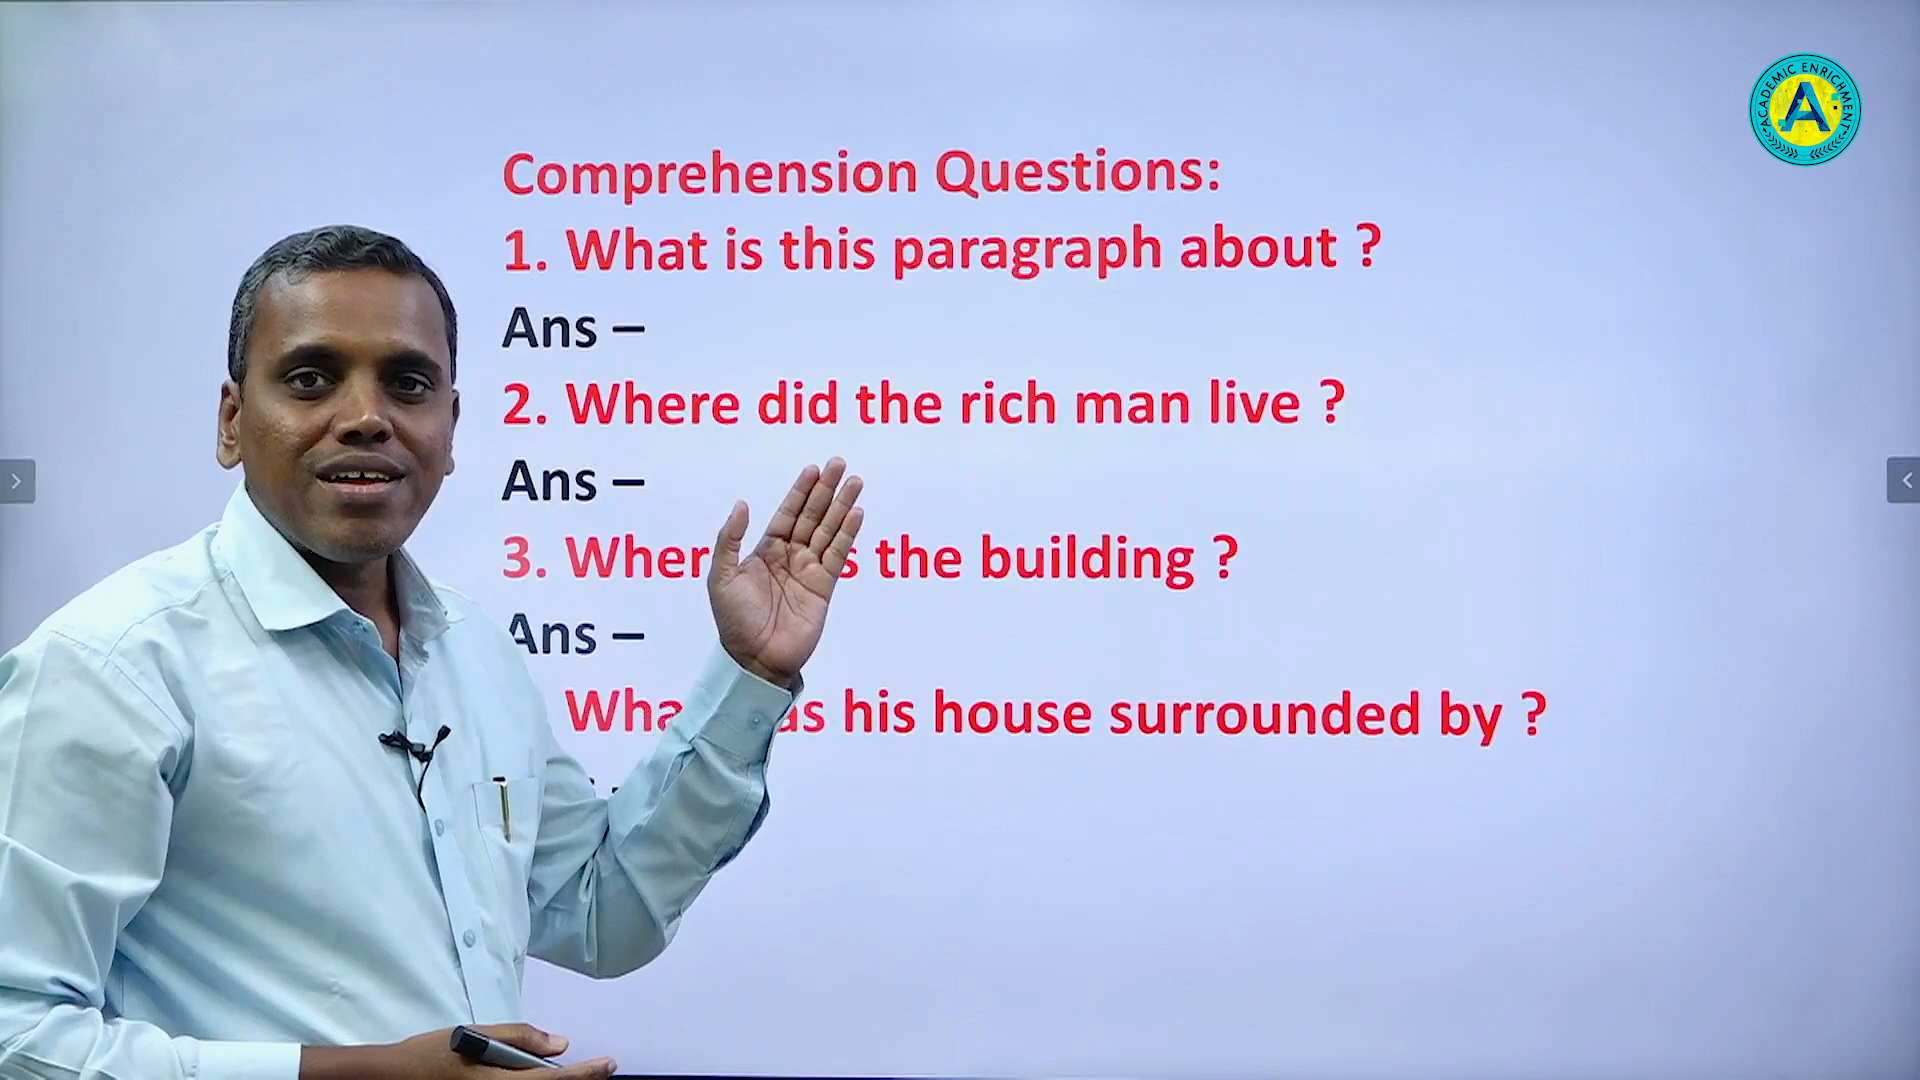 ACADEMIC ENRICHMENT
A
Comprehension Questions:
1. What is this paragraph about ?
Ans –
2. Where did the rich man live ?
Ans –
3. the building ?
Ans –
his house surrounded by ?